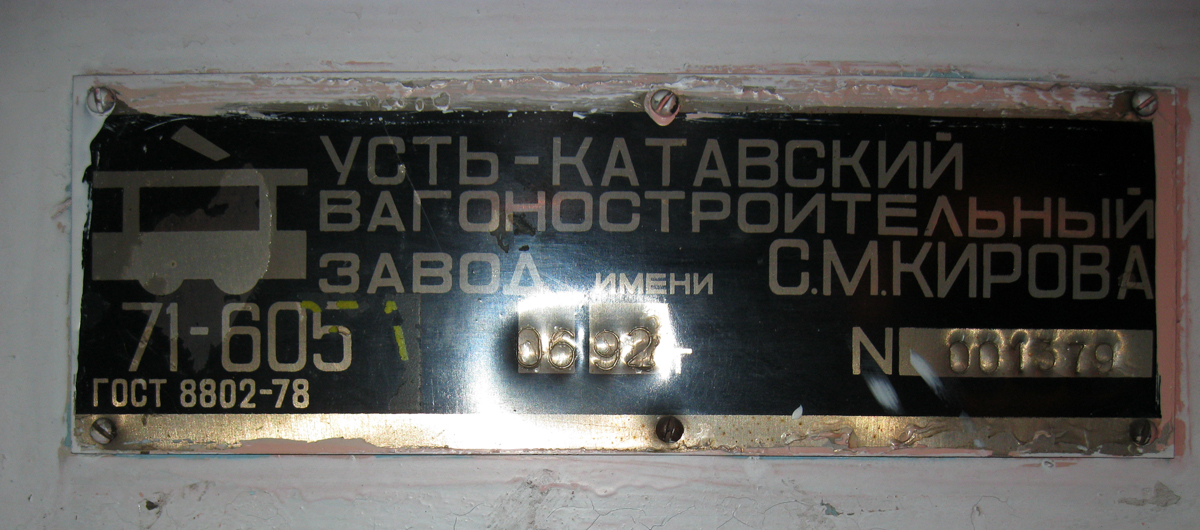 УСТЬ-КАТАВСКИЙ
ВАГОНОСТРОИТЕЛЬНЫЙ
ЗАВОД ИМЕНИ С.М.КИРОВА
71-605 06 92 г N 001379
ГОСТ 8802-78